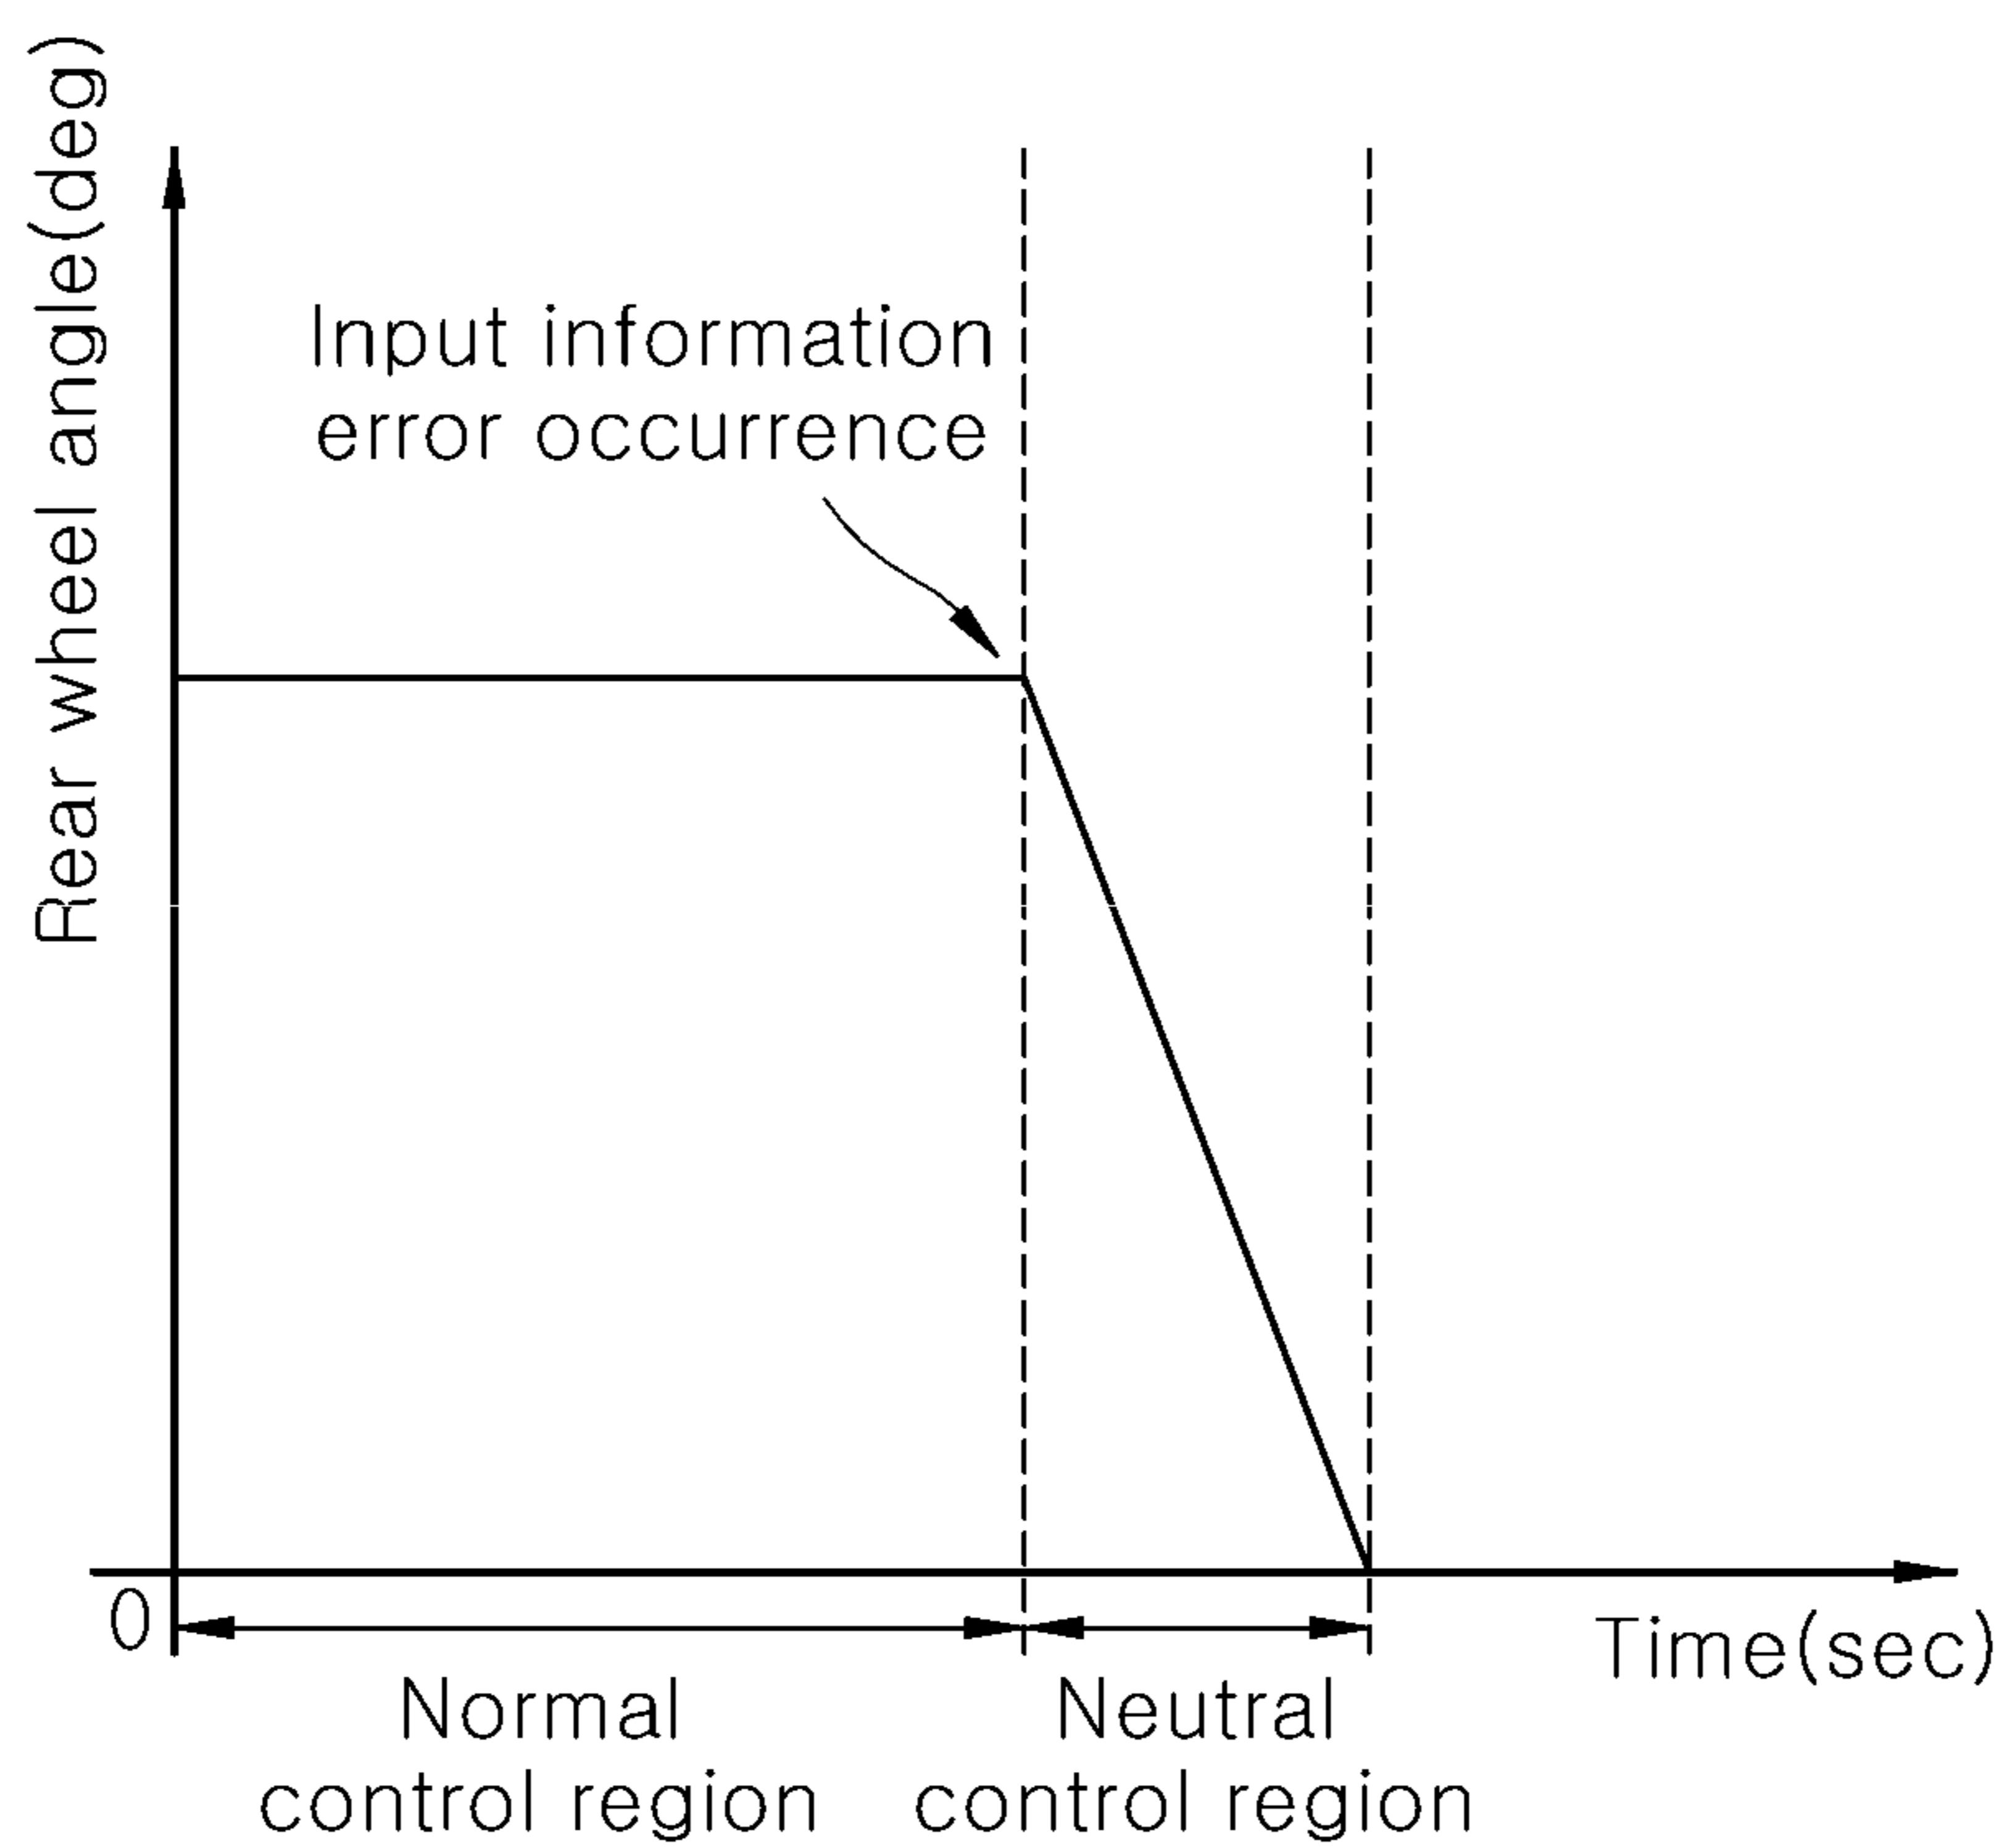 Rear wheel angle(deg)
Input information
error occurrence
0
Time(sec)
Normal
control region
Neutral
control region